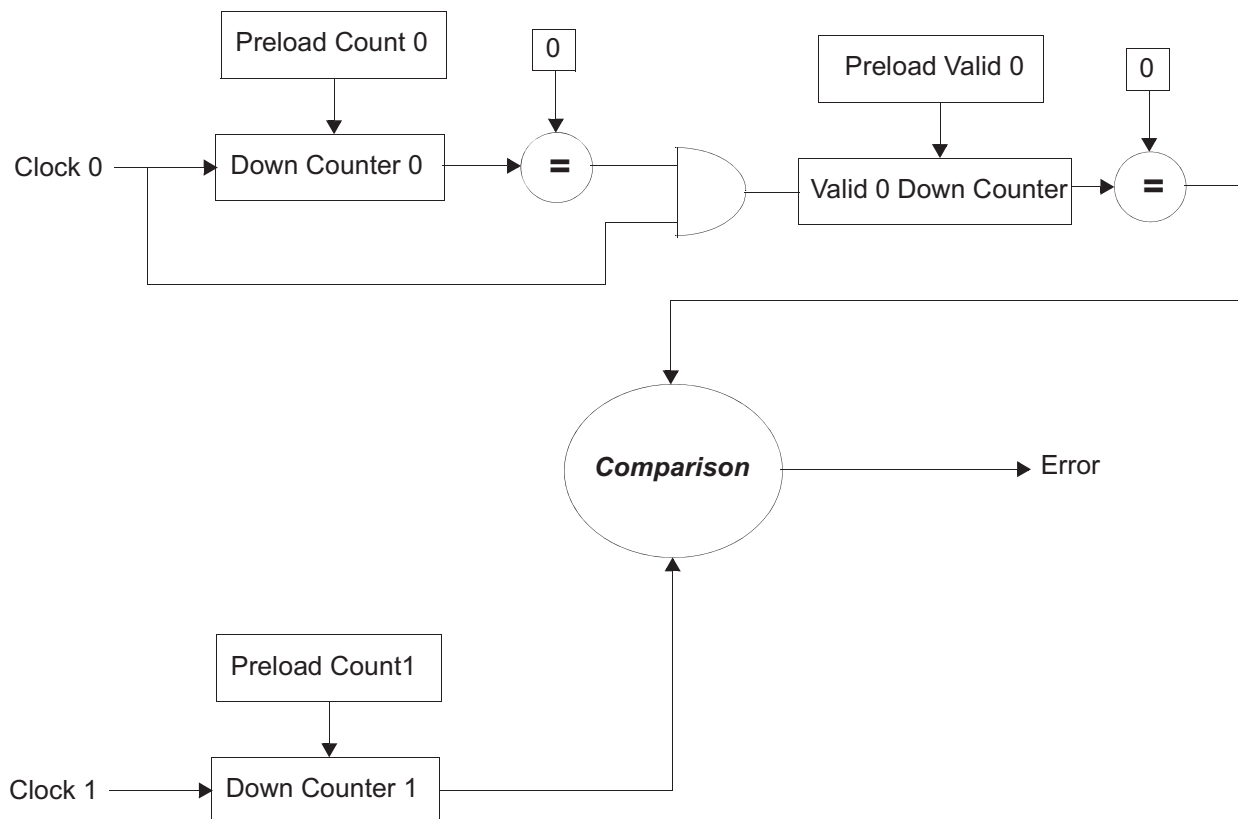 Preload Count 0
0
Preload Valid 0
0
Clock 0
Down Counter 0
=
Valid 0 Down Counter
=
Comparison
Error
Preload Count1
Clock 1
Down Counter 1